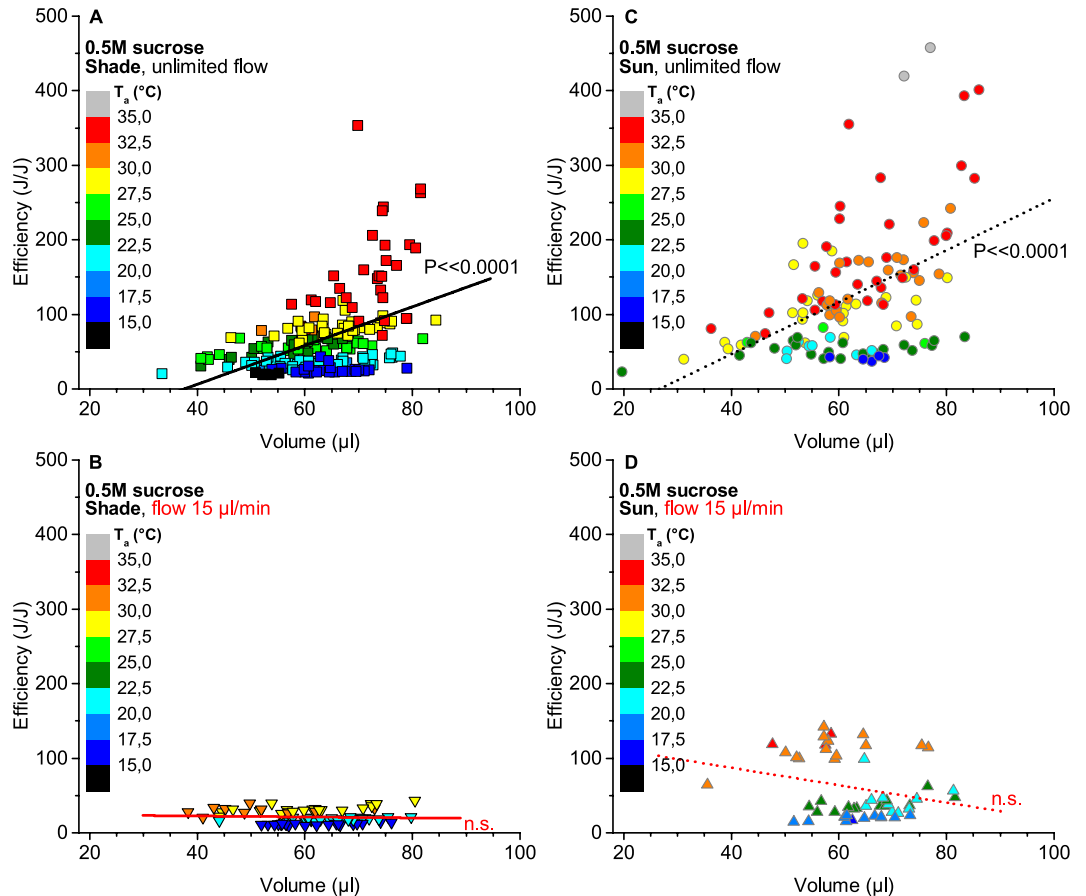 A
0.5M sucrose
Shade, unlimited flow
T a (°C)
35,0
32,5
30,0
27,5
25,0
22,5
20,0
17,5
15,0
P<<0.0001
Efficiency (J/J)
500
400
300
200
100
0
20 40 60 80 100
Volume (µl)
C
0.5M sucrose
Sun, unlimited flow
T a (°C)
35,0
32,5
30,0
27,5
25,0
22,5
20,0
17,5
15,0
P<<0.0001
Efficiency (J/J)
500
400
300
200
100
0
20 40 60 80 100
Volume (µl)
B
0.5M sucrose
Shade, flow 15 µl/min
T a (°C)
35,0
32,5
30,0
27,5
25,0
22,5
20,0
17,5
15,0
n.s.
Efficiency (J/J)
500
400
300
200
100
0
20 40 60 80 100
Volume (µl)
D
0.5M sucrose
Sun, flow 15 µl/min
T a (°C)
35,0
32,5
30,0
27,5
25,0
22,5
20,0
17,5
15,0
n.s.
Efficiency (J/J)
500
400
300
200
100
0
20 40 60 80 100
Volume (µl)